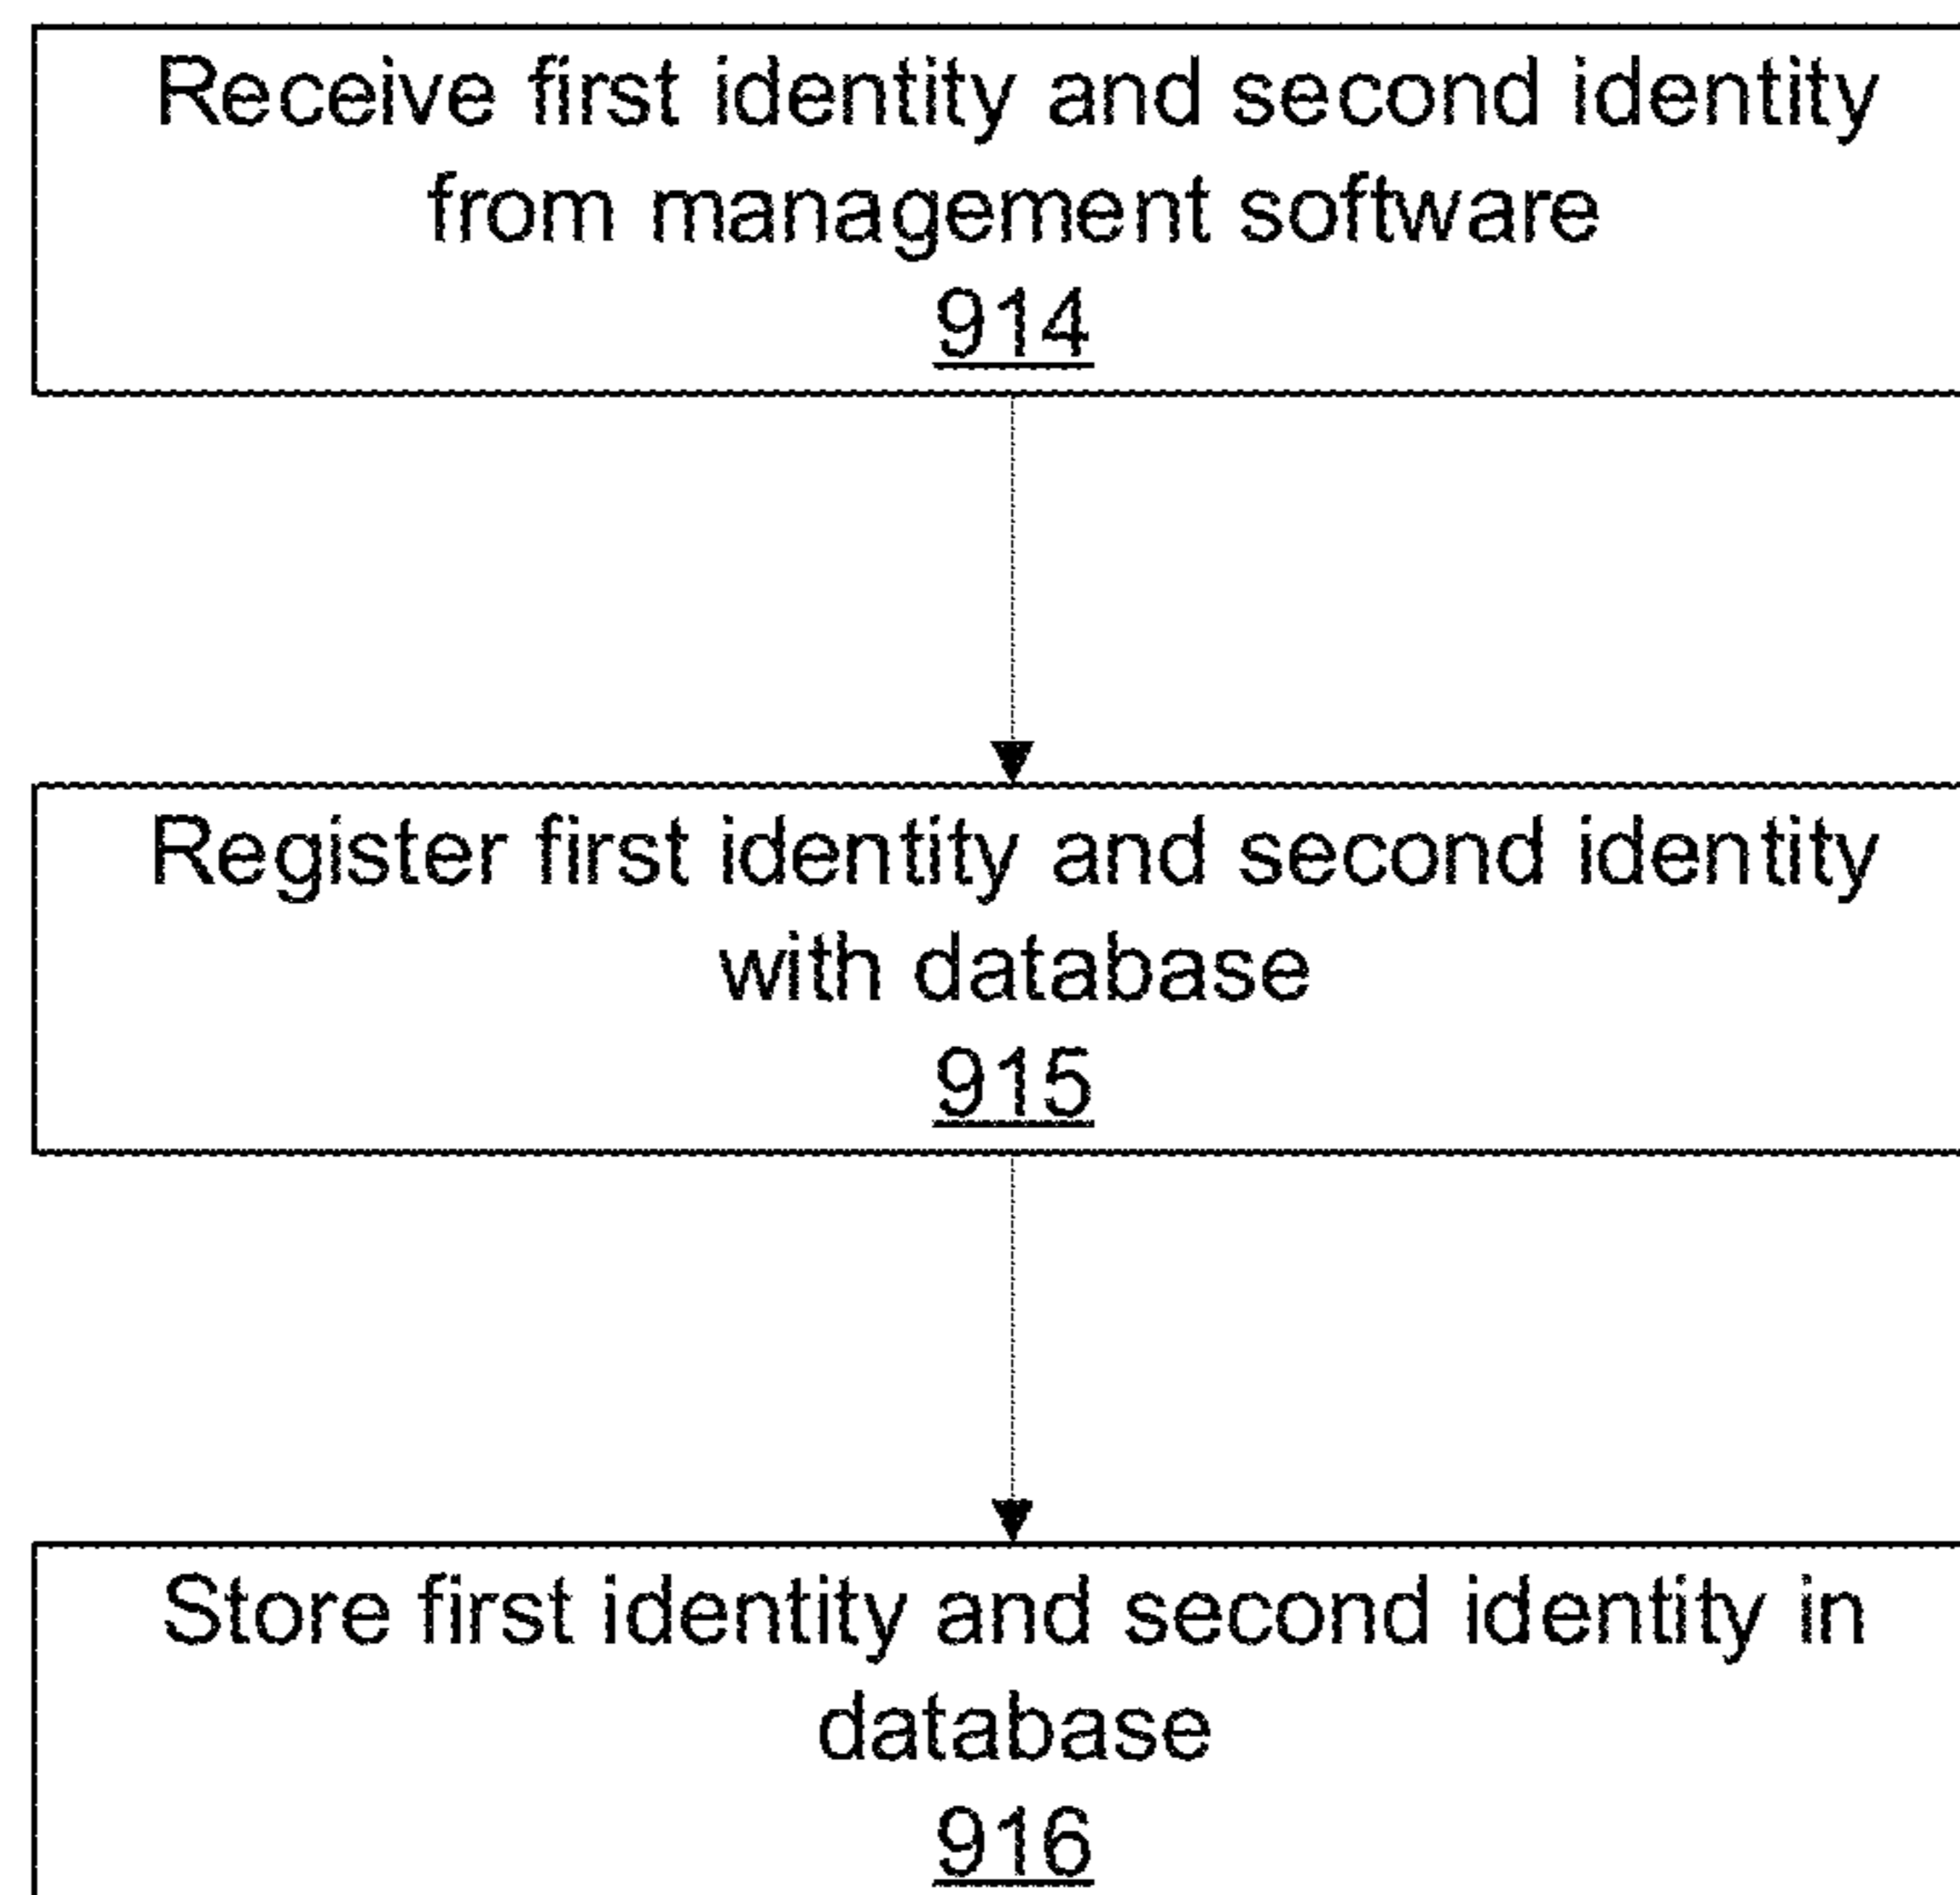 Receive first identity and second identity
from management software
914
Register first identity and second identity
with database
915
Store first identity and second identity in
database
916